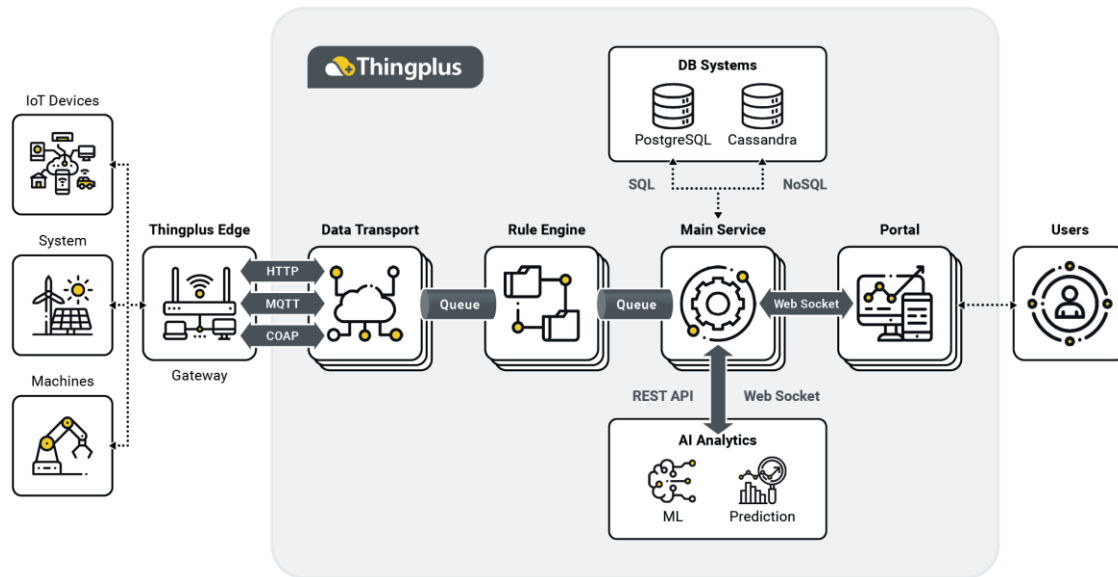 Thingplus
DB Systems
PostgreSQL
Cassandra
SQL
NoSQL
IoT Devices
System
Machines
Thingplus Edge
Gateway
HTTP
MQTT
COAP
Data Transport
Queue
Rule Engine
Queue
Main Service
Web Socket
Portal
Users
REST API
Web Socket
AI Analytics
ML
Prediction